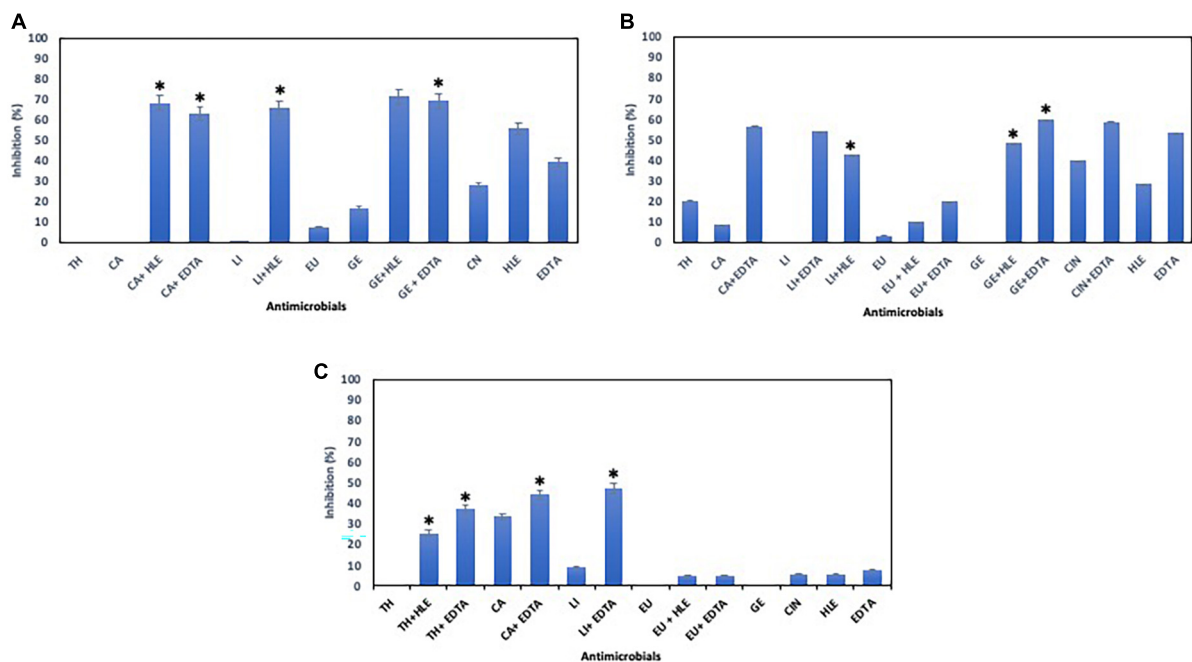 A
100
90
80
70
60
50
40
30
20
10
0
Inhibition (%)
* * * *
TH CA CA+ HLE CA+ EDTA LI LI+HLE EU GE GE+HLE GE + EDTA CN HLE EDTA
Antimicrobials
B
100
90
80
70
60
50
40
30
20
10
0
Inhibition (%)
* * *
TH CA CA+EDTA LI LI+EDTA LI+HLE EU EU + HLE EU+ EDTA GE GE+HLE GE+EDTA CIN CIN+EDTA HLE EDTA
Antimicrobials
C
100
90
80
70
60
50
40
30
20
10
0
Inhibition (%)
* * * *
TH TH+HLE TH+ EDTA CA CA+ EDTA LI LI+ EDTA EU EU + HLE EU+ EDTA GE CIN HLE EDTA
Antimicrobials